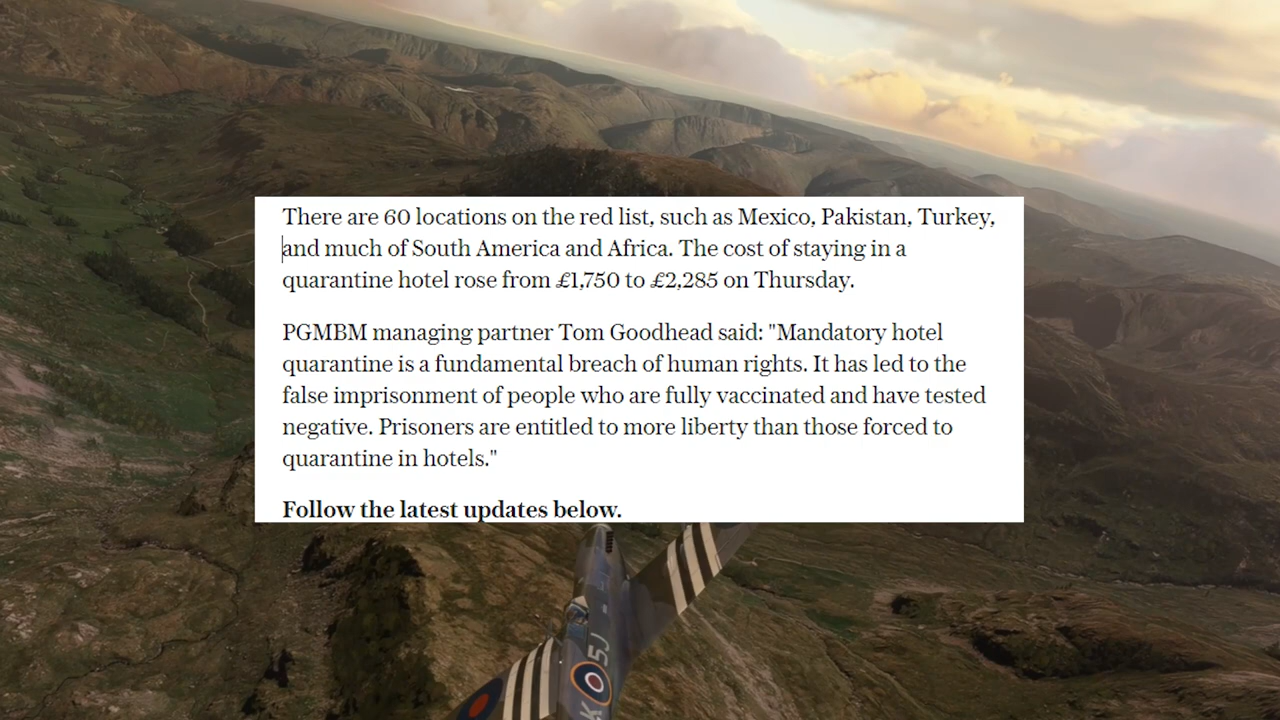 There are 60 locations on the red list, such as Mexico, Pakistan, Turkey,
and much of South America and Africa. The cost of staying in a
quarantine hotel rose from £1,750 to £2,285 on Thursday.
PGMBM managing partner Tom Goodhead said: "Mandatory hotel
quarantine is a fundamental breach of human rights. It has led to the
false imprisonment of people who are fully vaccinated and have tested
negative. Prisoners are entitled to more liberty than those forced to
quarantine in hotels."
Follow the latest updates below.
5J
K